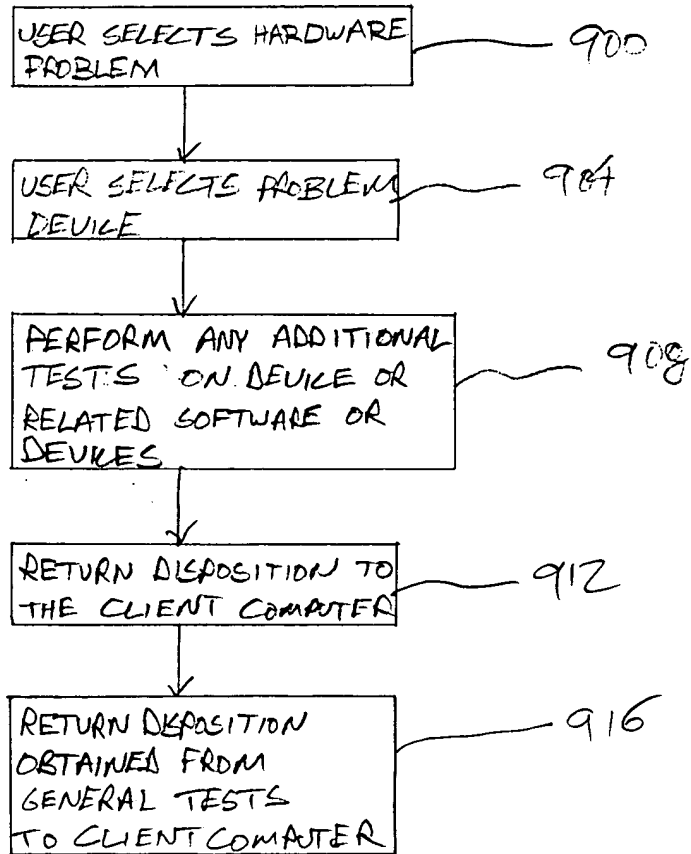 USER SELECTS HARDWARE
PROBLEM
900
USER SELECTS PROBLEM
DEVICE
904
PERFORM ANY ADDITIONAL
TESTS ON DEVICE OR
RELATED SOFTWARE OR
DEVICES
908
RETURN DISPOSITION TO
THE CLIENT COMPUTER
912
RETURN DISPOSITION
OBTAINED FROM
GENERAL TESTS
TO CLIENT COMPUTER
916